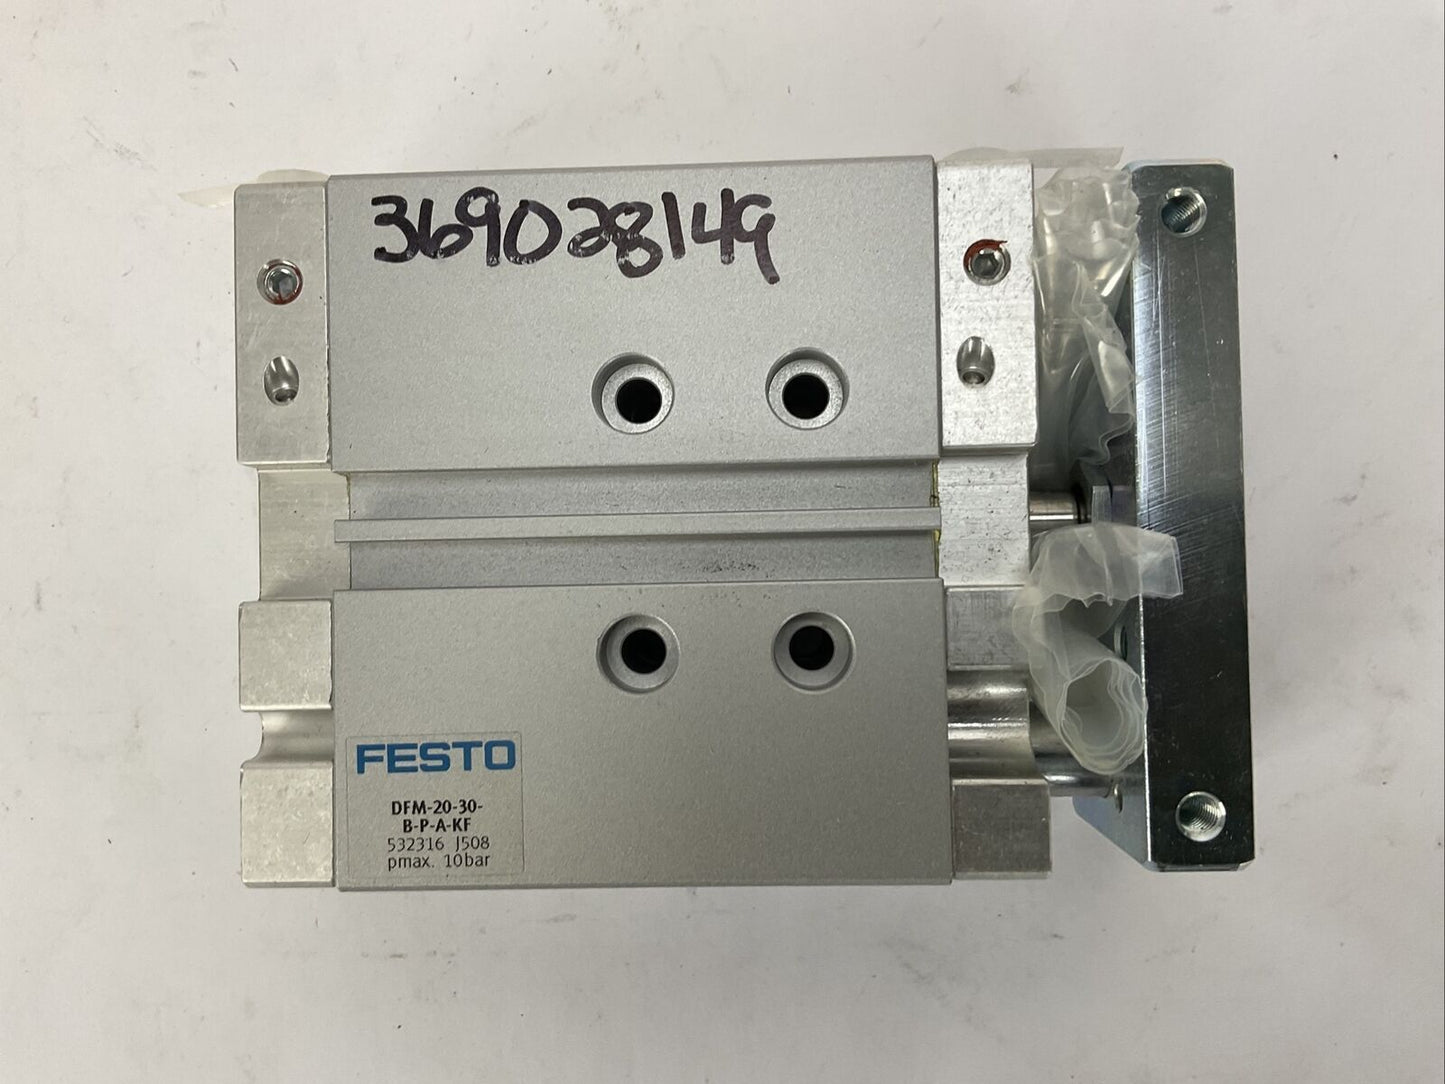 369028149
FESTO
DFM-20-30-
B-P-A-KF
532316 J508
pmax. 10bar